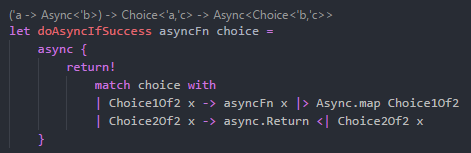 ('a -> Async<'b>) -> Choice<'a,'c> -> Async<Choice<'b,'c>>
let doAsyncIfSuccess asyncFn choice =
    async {
        return!
            match choice with
            | Choice1Of2 x -> asyncFn x |> Async.map Choice1Of2
            | Choice2Of2 x -> async.Return <| Choice2Of2 x
    }